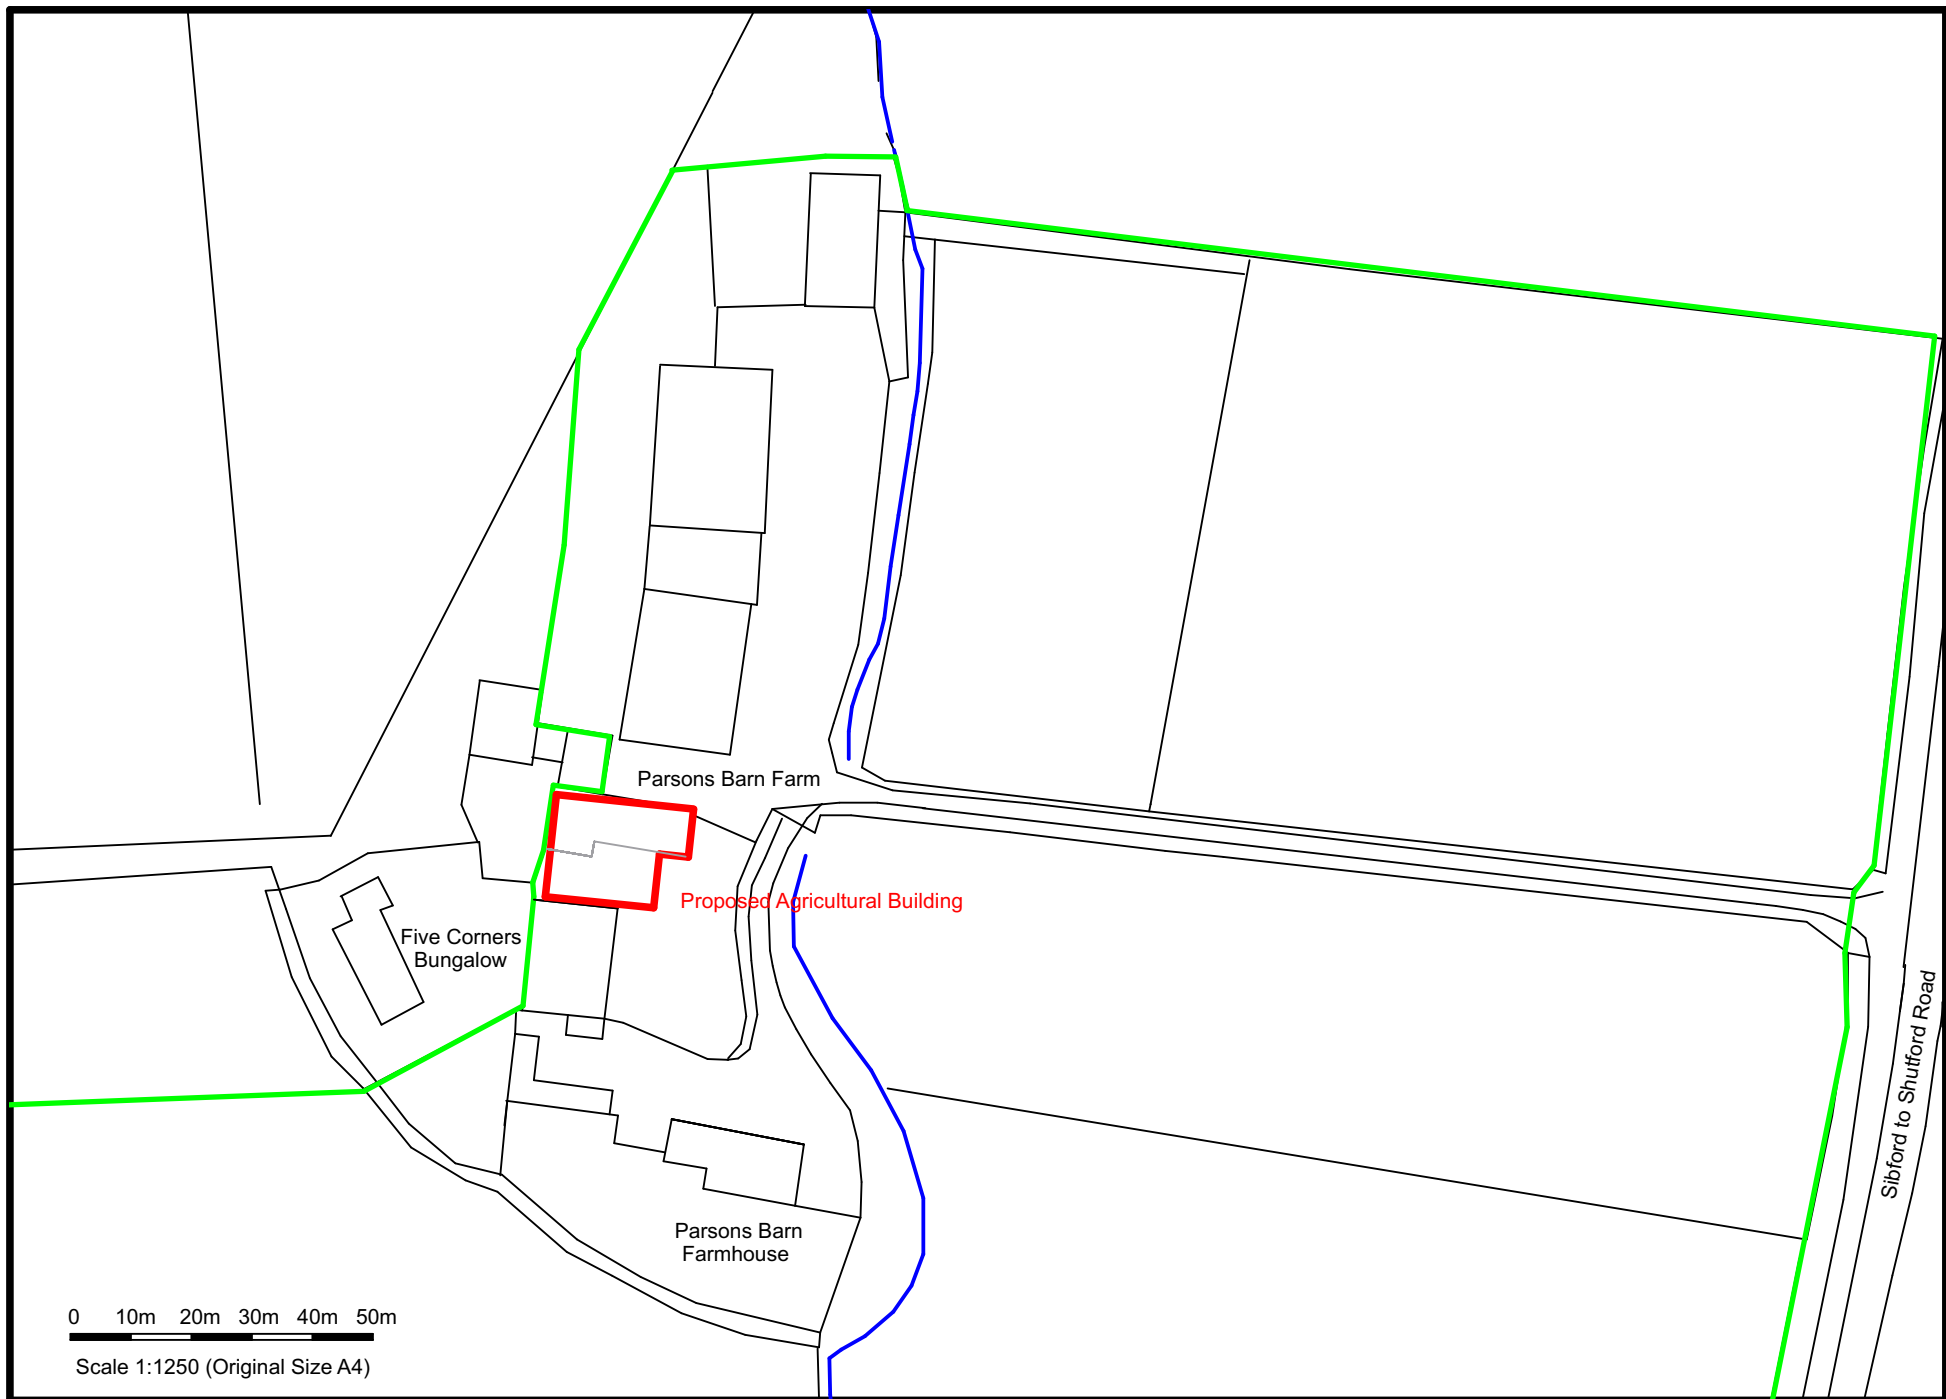 Parsons Barn Farm
Proposed Agricultural Building
Five Corners
Bungalow
Sibford to Shutford Road
Parsons Barn
Farmhouse
0 10m 20m 30m 40m 50m
Scale 1:1250 (Original Size A4)